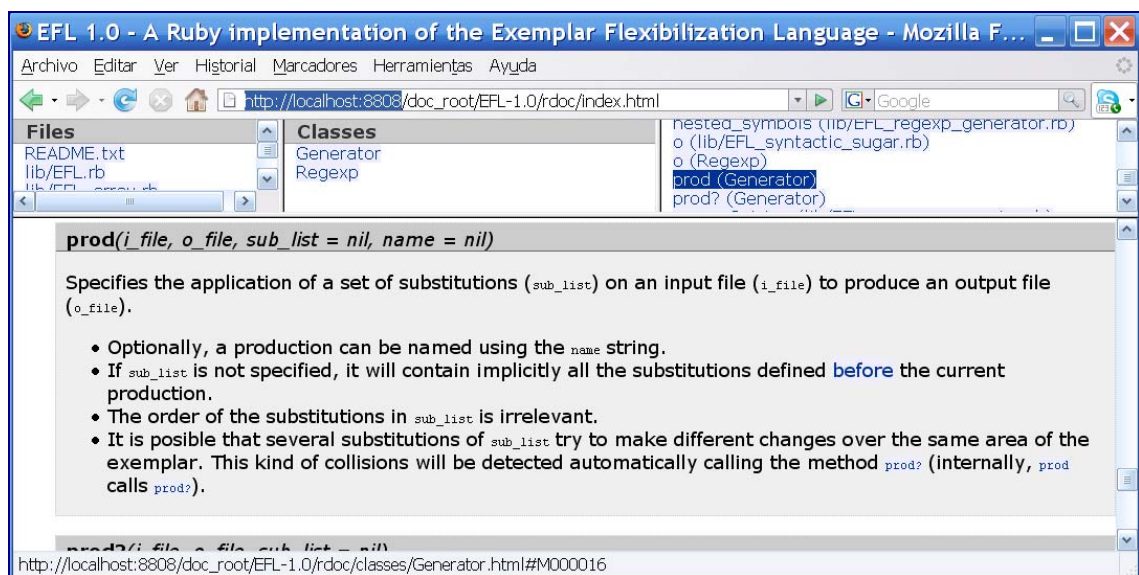 EFL 1.0 - A Ruby implementation of the Exemplar Flexibilization Language - Mozilla F...
Archivo Editar Ver Historial Marcadores Herramientas Ayuda
http://localhost:8808/doc_root/EFL-1.0/rdoc/index.html
G Google
Files
README.txt
lib/EFL.rb
lib/EFL_array.rb
Classes
Generator
Regexp
nested_symbols (lib/EFL_regexp_generator.rb)
o (lib/EFL_syntactic_sugar.rb)
o (Regexp)
prod (Generator)
prod? (Generator)
prod(i_file, o_file, sub_list = nil, name = nil)
Specifies the application of a set of substitutions (sub_list) on an input file (i_file) to produce an output file
(o_file).
• Optionally, a production can be named using the name string.
• If sub_list is not specified, it will contain implicitly all the substitutions defined before the current
production.
• The order of the substitutions in sub_list is irrelevant.
• It is posible that several substitutions of sub_list try to make different changes over the same area of the
exemplar. This kind of collisions will be detected automatically calling the method prod? (internally, prod
calls prod?).
prod?(i_file, o_file, sub_list = nil)
http://localhost:8808/doc_root/EFL-1.0/rdoc/classes/Generator.html#M000016